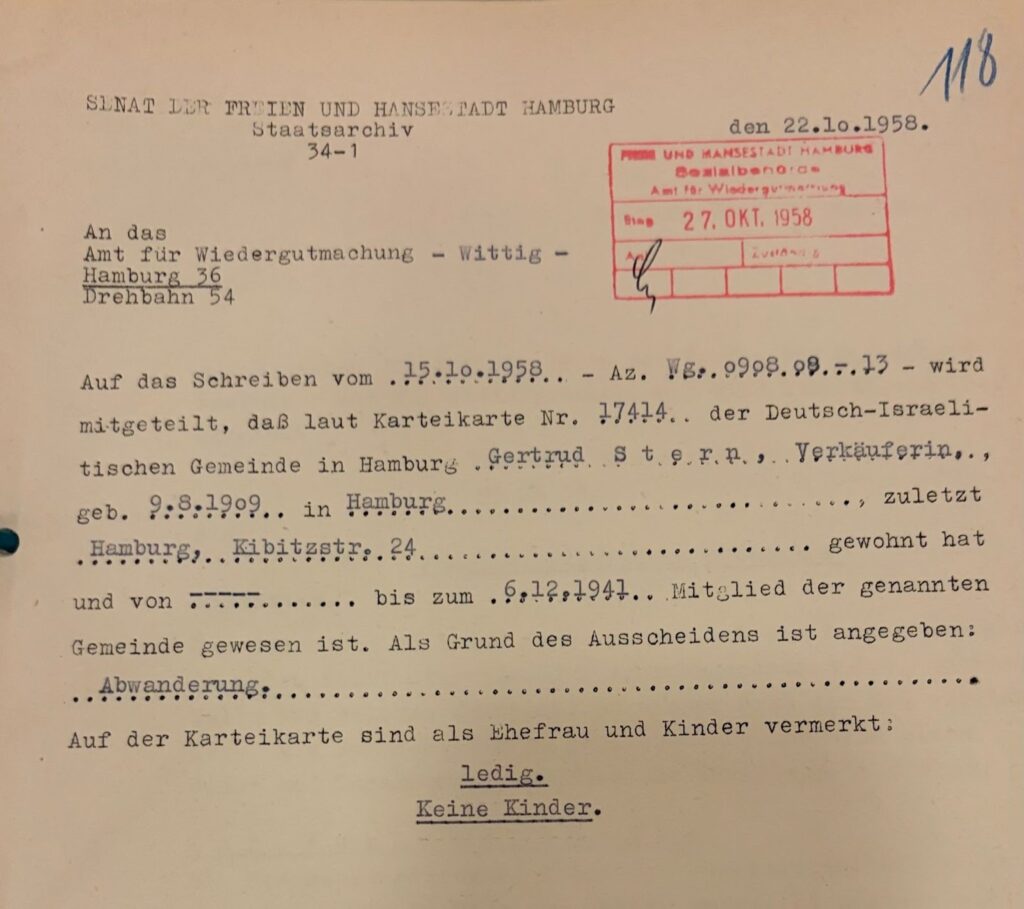 118
SENAT DER FREIEN UND HANSESTADT HAMBURG
Staatsarchiv
34-1
den 22.1o.1958.
FREIE UND HANSESTADT HAMBURG
Sozialbehörde
Amt für Wiedergutmachung
Eing 27. OKT. 1958
An das
Amt für Wiedergutmachung - Wittig -
Hamburg 36
Drehbahn 54
Auf das Schreiben vom .15.1o.1958.. - Az. Wg. o9o8.o9.-.13 - wird
mitgeteilt, daß laut Karteikarte Nr. 17414.. der Deutsch-Israeli-
tischen Gemeinde in Hamburg .Gertrud S t e r n , Verkäuferin..,
geb. 9.8.19o9.. in Hamburg............................, zuletzt
.Hamburg, Kibitzstr. 24............................ gewohnt hat
und von -----....... bis zum .6.12.1941.. Mitglied der genannten
Gemeinde gewesen ist. Als Grund des Ausscheidens ist angegeben:
..Abwanderung..................................................
Auf der Karteikarte sind als Ehefrau und Kinder vermerkt:
ledig.
Keine Kinder.